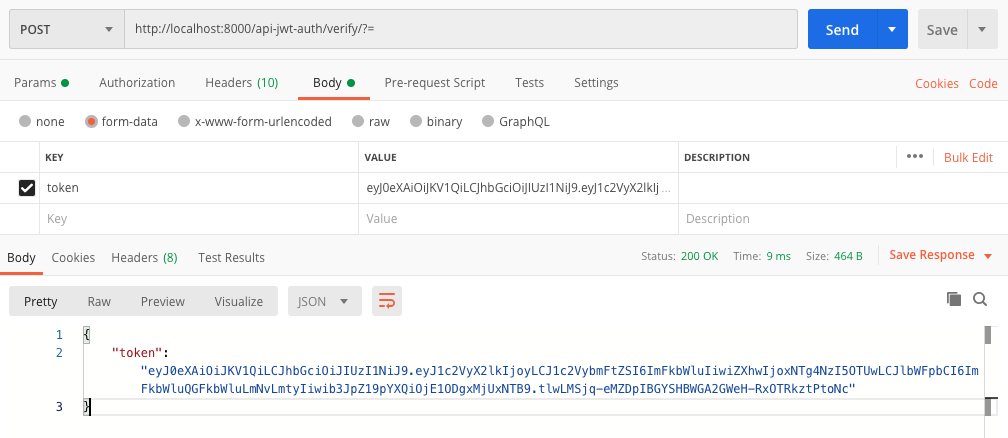 POST http://localhost:8000/api-jwt-auth/verify/?= Send Save
Params Authorization Headers (10) Body Pre-request Script Tests Settings Cookies Code
none form-data x-www-form-urlencoded raw binary GraphQL
KEY VALUE DESCRIPTION ••• Bulk Edit
token eyJ0eXAiOiJKV1QiLCJhbGciOiJIUzI1NiJ9.eyJ1c2VyX2lkIj ...
Key Value Description
Body Cookies Headers (8) Test Results Status: 200 OK Time: 9 ms Size: 464 B Save Response
Pretty Raw Preview Visualize JSON
1 {
2 "token":
"eyJ0eXAiOiJKV1QiLCJhbGciOiJIUzI1NiJ9.eyJ1c2VyX2lkIjoyLCJ1c2VybmFtZSI6ImFkbWluIiwiZXhwIjoxNTg4NzI5OTUwLCJlbWFpbCI6Im
FkbWluQGFkbWluLmNvLmtyIiwib3JpZ19pYXQiOjE1ODgxMjUxNTB9.tlwLMSjq-eMZDpIBGYSHBWGA2GWeH-RxOTRkztPtoNc"
3 }